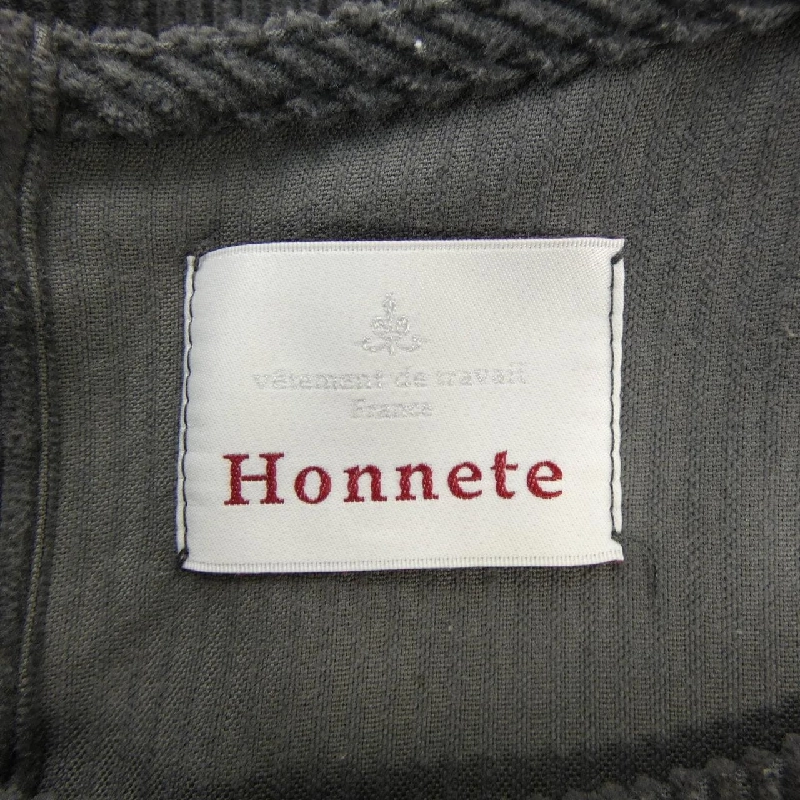 vêtement de travail
France
Honnete